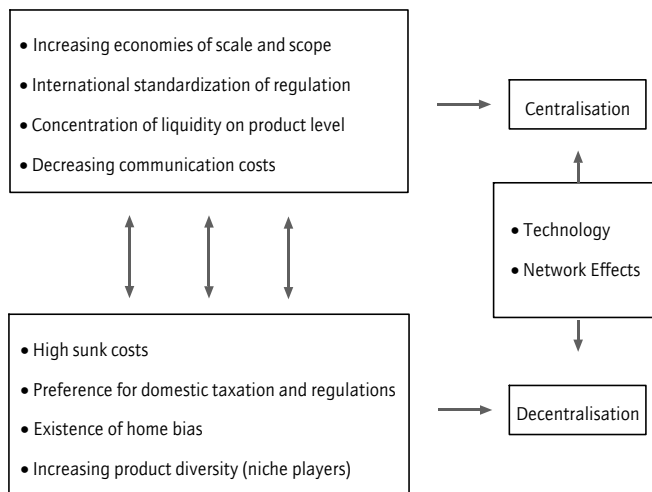 • Increasing economies of scale and scope
• International standardization of regulation
• Concentration of liquidity on product level
• Decreasing communication costs
Centralisation
• Technology
• Network Effects
• High sunk costs
• Preference for domestic taxation and regulations
• Existence of home bias
• Increasing product diversity (niche players)
Decentralisation